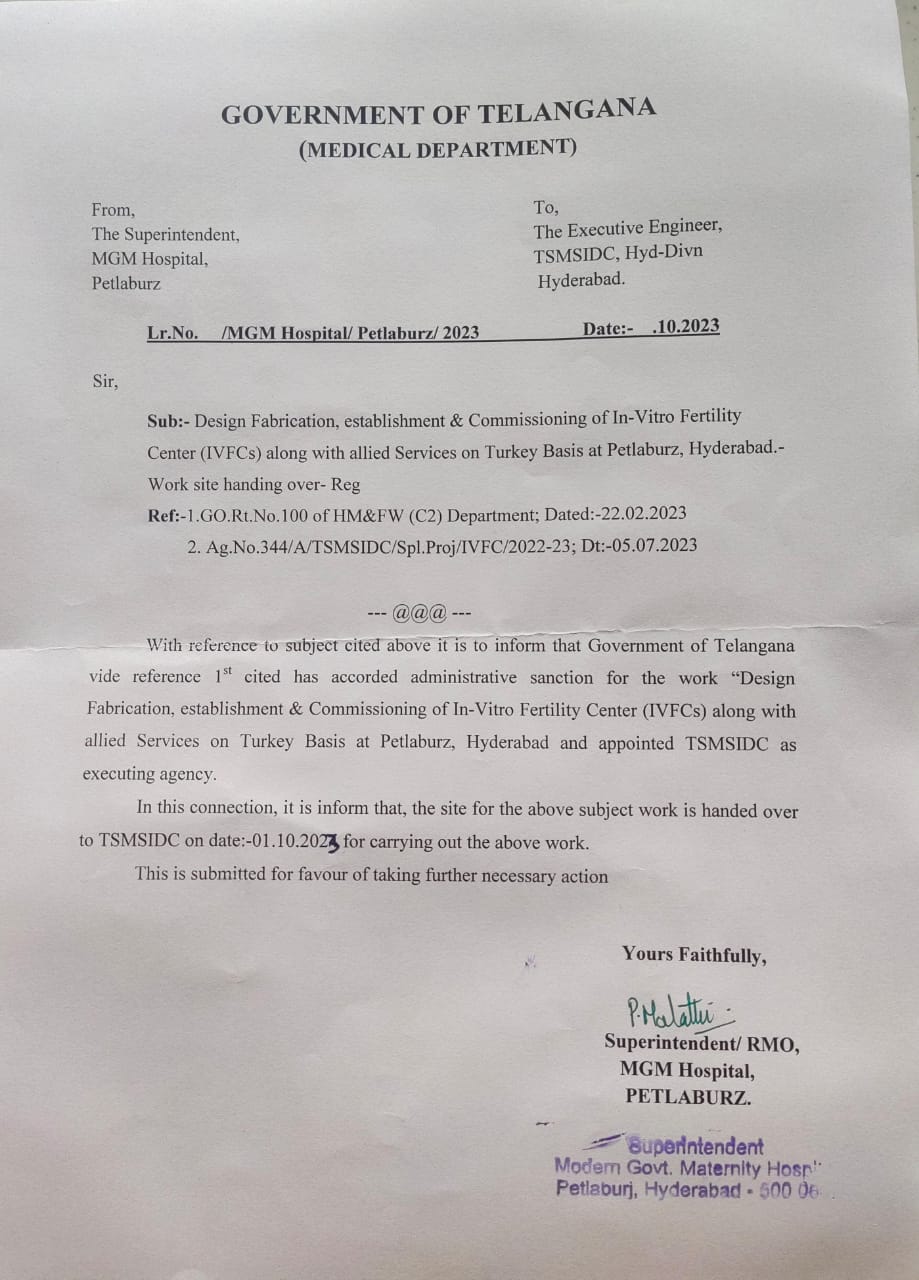 GOVERNMENT OF TELANGANA
(MEDICAL DEPARTMENT)
From,
The Superintendent,
MGM Hospital,
Petlaburz
To,
The Executive Engineer,
TSMSIDC, Hyd-Divn
Hyderabad.
Lr.No. /MGM Hospital/ Petlaburz/ 2023 Date:- .10.2023
Sir,
Sub:- Design Fabrication, establishment & Commissioning of In-Vitro Fertility
Center (IVFCs) along with allied Services on Turkey Basis at Petlaburz, Hyderabad.-
Work site handing over- Reg
Ref:-1.GO.Rt.No.100 of HM&FW (C2) Department; Dated:-22.02.2023
2. Ag.No.344/A/TSMSIDC/Spl.Proj/IVFC/2022-23; Dt:-05.07.2023
--- @@@ ---
With reference to subject cited above it is to inform that Government of Telangana
vide reference 1st cited has accorded administrative sanction for the work “Design
Fabrication, establishment & Commissioning of In-Vitro Fertility Center (IVFCs) along with
allied Services on Turkey Basis at Petlaburz, Hyderabad and appointed TSMSIDC as
executing agency.
In this connection, it is inform that, the site for the above subject work is handed over
to TSMSIDC on date:-01.10.2023 for carrying out the above work.
This is submitted for favour of taking further necessary action
Yours Faithfully,
P. Malathi
Superintendent/ RMO,
MGM Hospital,
PETLABURZ.
Superintendent
Modern Govt. Maternity
Petlaburj, Hyderabad - 500